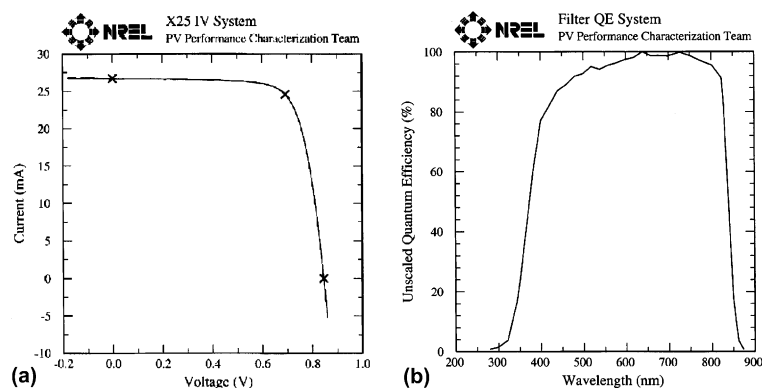 NREL
X25 IV System
PV Performance Characterization Team
30
25
20
15
10
5
0
-5
-10
Current (mA)
-0.2
0.0
0.2
0.4
0.6
0.8
1.0
Voltage (V)
(a)
NREL
Filter QE System
PV Performance Characterization Team
100
80
60
40
20
0
Unscaled Quantum Efficiency (%)
200
300
400
500
600
700
800
900
Wavelength (nm)
(b)